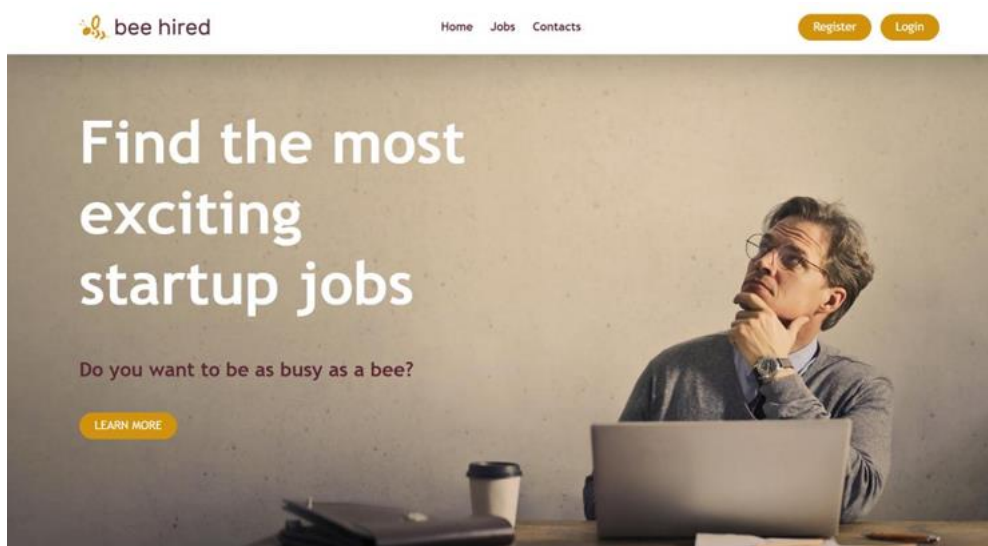 bee hired
Home Jobs Contacts
Register Login
Find the most
exciting
startup jobs
Do you want to be as busy as a bee?
LEARN MORE